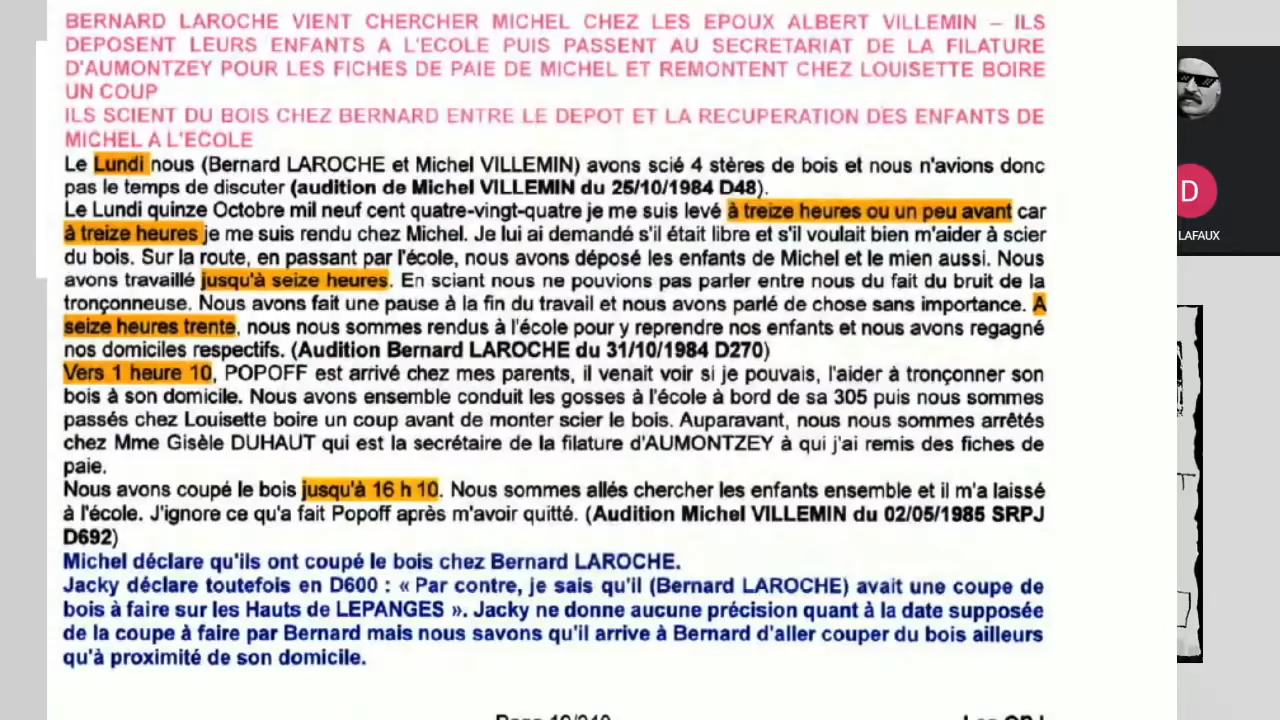 BERNARD LAROCHE VIENT CHERCHER MICHEL CHEZ LES EPOUX ALBERT VILLEMIN – ILS
DEPOSENT LEURS ENFANTS A L'ECOLE PUIS PASSENT AU SECRETARIAT DE LA FILATURE
D'AUMONTZEY POUR LES FICHES DE PAIE DE MICHEL ET REMONTENT CHEZ LOUISETTE BOIRE
UN COUP
ILS SCIENT DU BOIS CHEZ BERNARD ENTRE LE DEPOT ET LA RECUPERATION DES ENFANTS DE
MICHEL A L'ECOLE
Le Lundi nous (Bernard LAROCHE et Michel VILLEMIN) avons scié 4 stères de bois et nous n'avions donc
pas le temps de discuter (audition de Michel VILLEMIN du 25/10/1984 D48).
Le Lundi quinze Octobre mil neuf cent quatre-vingt-quatre je me suis levé à treize heures ou un peu avant car
à treize heures je me suis rendu chez Michel. Je lui ai demandé s'il était libre et s'il voulait bien m'aider à scier
du bois. Sur la route, en passant par l'école, nous avons déposé les enfants de Michel et le mien aussi. Nous
avons travaillé jusqu'à seize heures. En sciant nous ne pouvions pas parler entre nous du fait du bruit de la
tronçonneuse. Nous avons fait une pause à la fin du travail et nous avons parlé de chose sans importance. A
seize heures trente, nous nous sommes rendus à l'école pour y reprendre nos enfants et nous avons regagné
nos domiciles respectifs. (Audition Bernard LAROCHE du 31/10/1984 D270)
Vers 1 heure 10, POPOFF est arrivé chez mes parents, il venait voir si je pouvais, l'aider à tronçonner son
bois à son domicile. Nous avons ensemble conduit les gosses à l'école à bord de sa 305 puis nous sommes
passés chez Louisette boire un coup avant de monter scier le bois. Auparavant, nous nous sommes arrêtés
chez Mme Gisèle DUHAUT qui est la secrétaire de la filature d'AUMONTZEY à qui j'ai remis des fiches de
paie.
Nous avons coupé le bois jusqu'à 16 h 10. Nous sommes allés chercher les enfants ensemble et il m'a laissé
à l'école. J'ignore ce qu'a fait Popoff après m'avoir quitté. (Audition Michel VILLEMIN du 02/05/1985 SRPJ
D692)
Michel déclare qu'ils ont coupé le bois chez Bernard LAROCHE.
Jacky déclare toutefois en D600 : « Par contre, je sais qu'il (Bernard LAROCHE) avait une coupe de
bois à faire sur les Hauts de LEPANGES ». Jacky ne donne aucune précision quant à la date supposée
de la coupe à faire par Bernard mais nous savons qu'il arrive à Bernard d'aller couper du bois ailleurs
qu'à proximité de son domicile.
D
LAFAUX